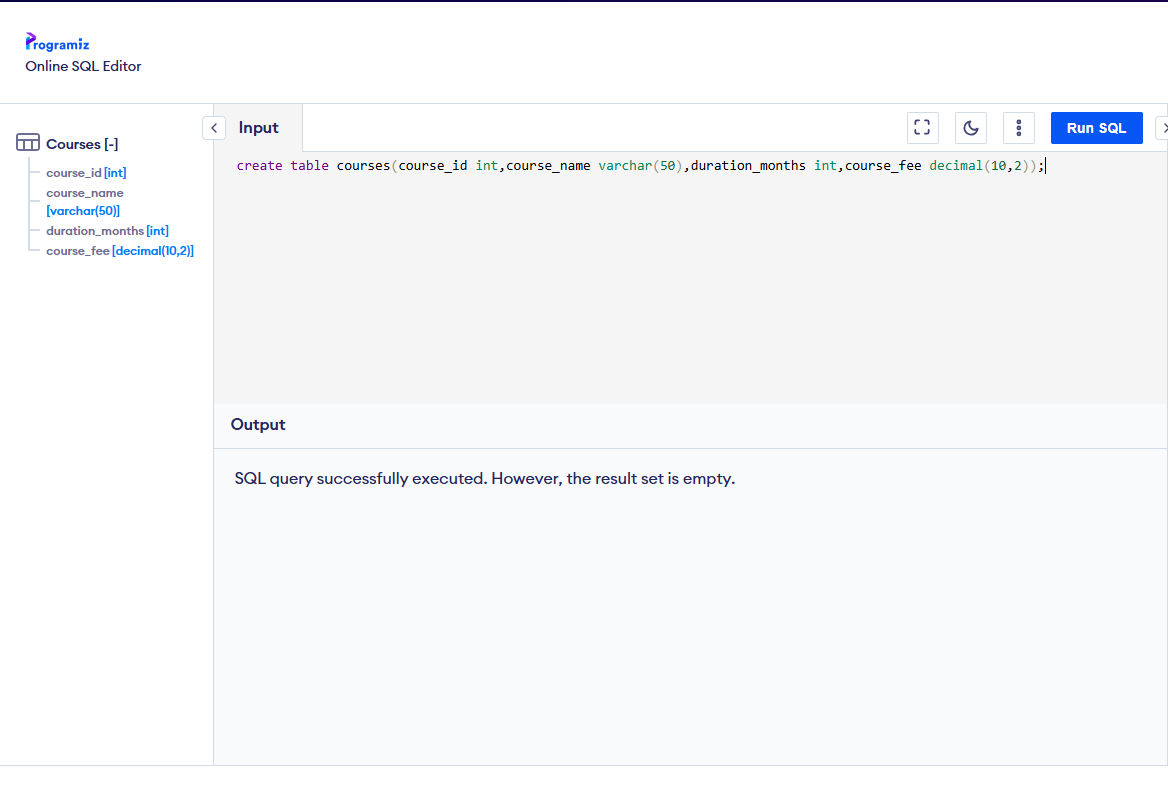 Programiz
Online SQL Editor
Courses [-]
course_id [int]
course_name
[varchar(50)]
duration_months [int]
course_fee [decimal(10,2)]
Input
Run SQL
create table courses(course_id int,course_name varchar(50),duration_months int,course_fee decimal(10,2));
Output
SQL query successfully executed. However, the result set is empty.